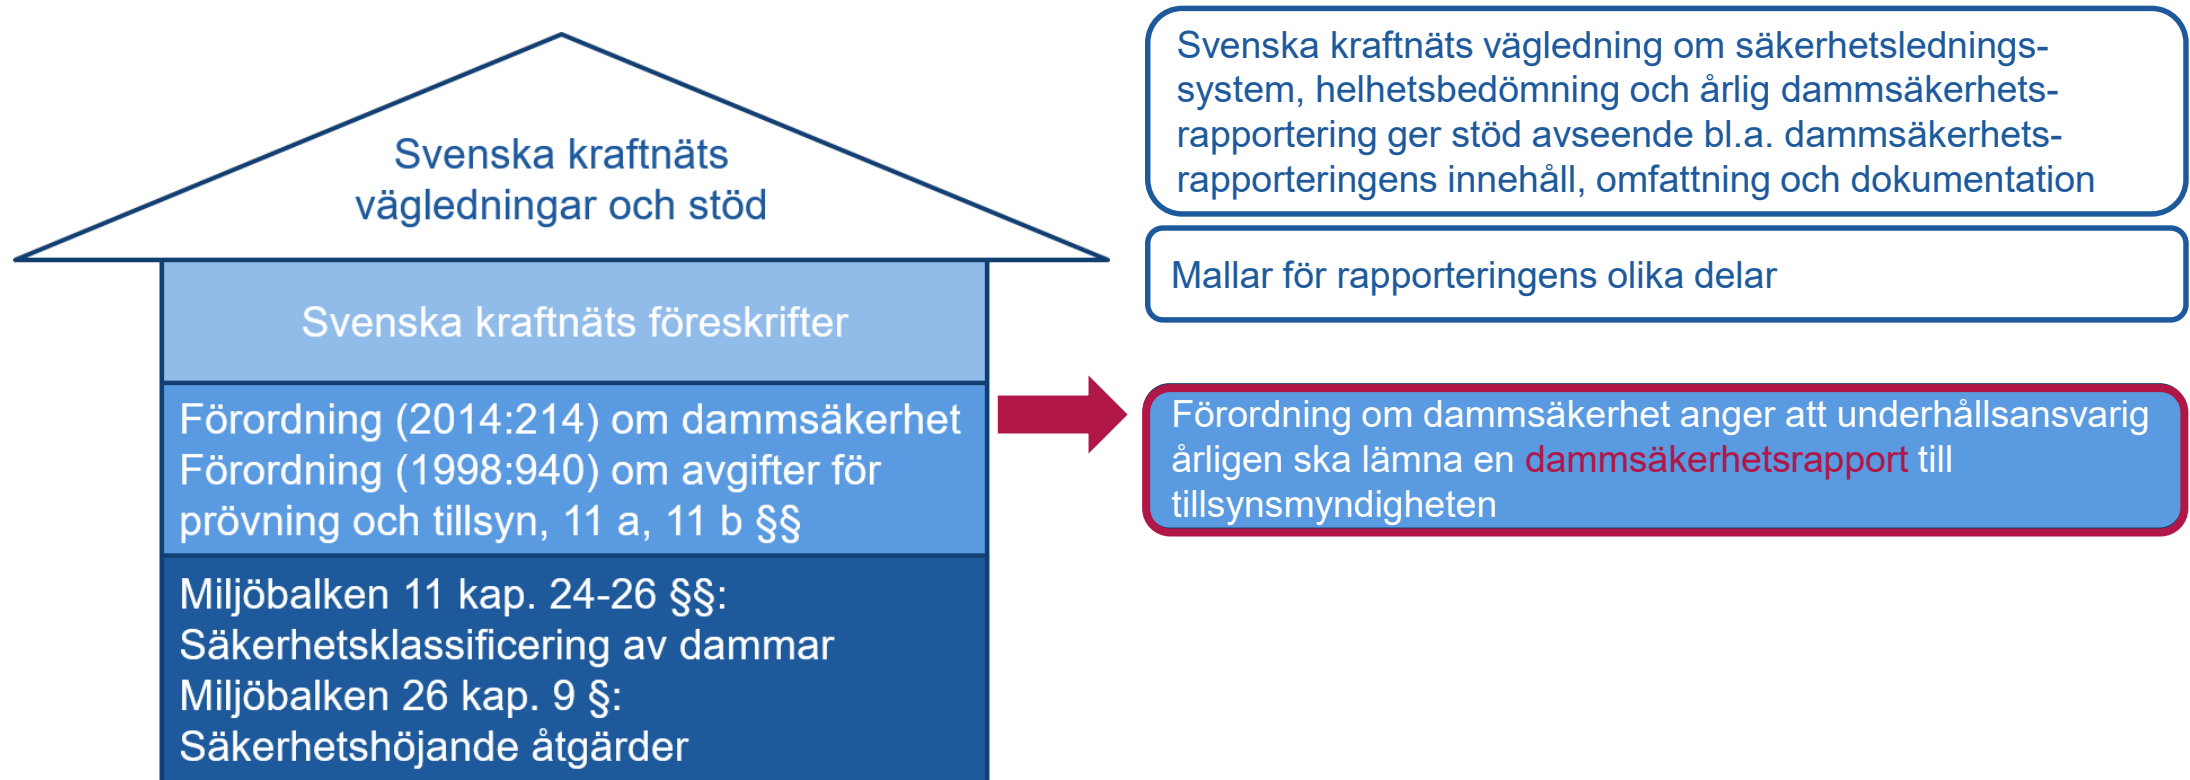 Svenska kraftnäts
vägledningar och stöd
Svenska kraftnäts föreskrifter
Förordning (2014:214) om dammsäkerhet
Förordning (1998:940) om avgifter för
prövning och tillsyn, 11 a, 11 b §§
Miljöbalken 11 kap. 24-26 §§:
Säkerhetsklassificering av dammar
Miljöbalken 26 kap. 9 §:
Säkerhetshöjande åtgärder
Svenska kraftnäts vägledning om säkerhetslednings-
system, helhetsbedömning och årlig dammsäkerhets-
rapportering ger stöd avseende bl.a. dammsäkerhets-
rapporteringens innehåll, omfattning och dokumentation
Mallar för rapporteringens olika delar
Förordning om dammsäkerhet anger att underhållsansvarig
årligen ska lämna en dammsäkerhetsrapport till
tillsynsmyndigheten